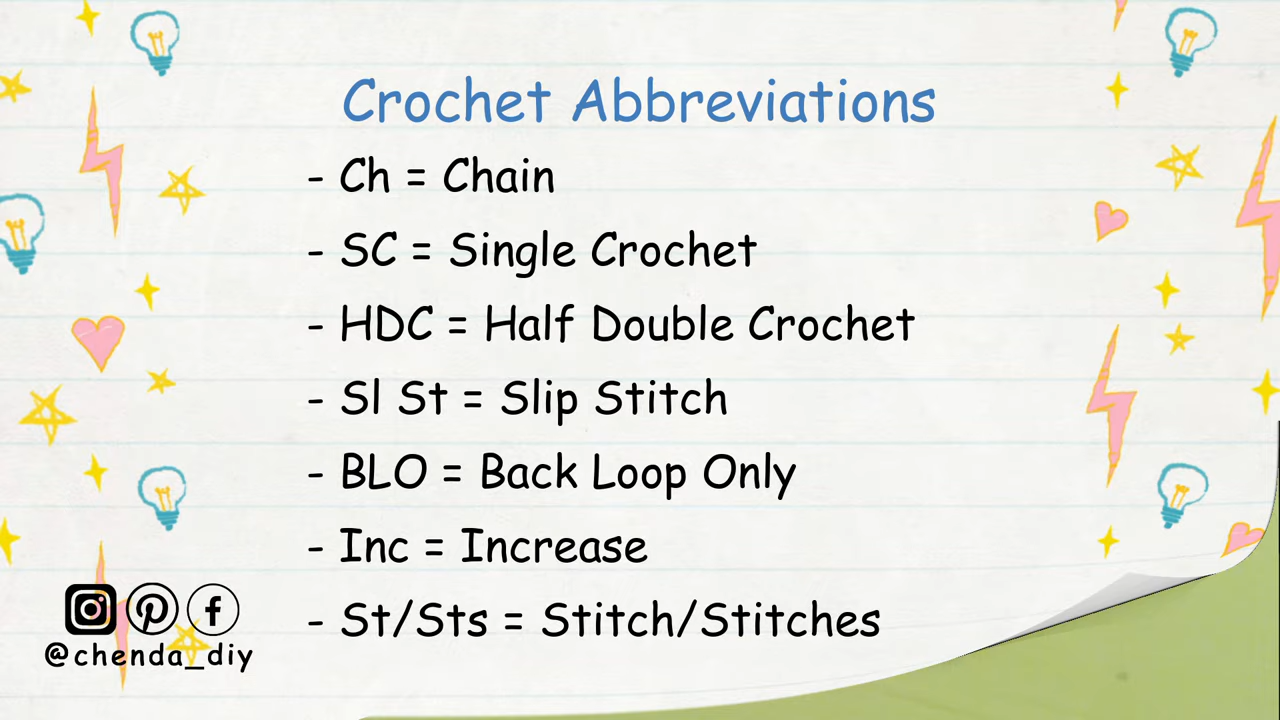 Crochet Abbreviations
- Ch = Chain
- SC = Single Crochet
- HDC = Half Double Crochet
- Sl St = Slip Stitch
- BLO = Back Loop Only
- Inc = Increase
- St/Sts = Stitch/Stitches
@chenda_diy